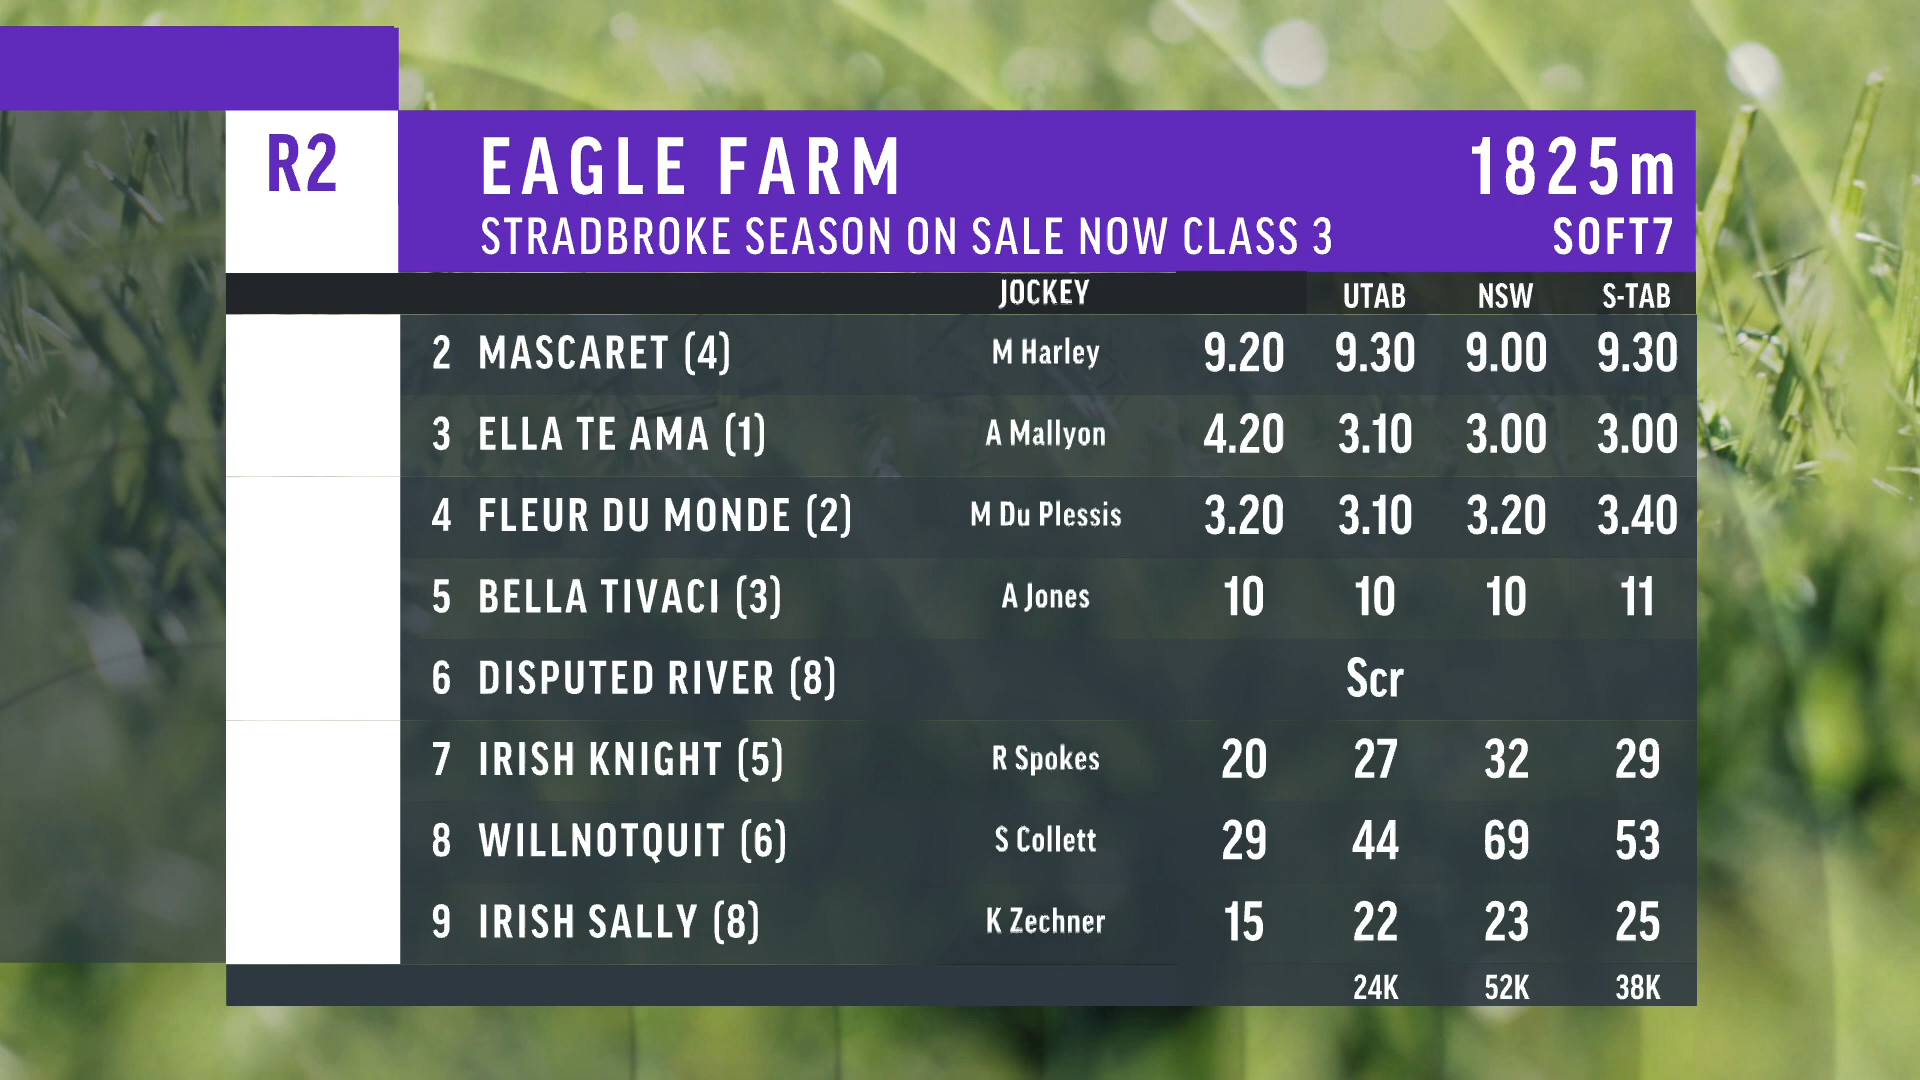 R2
EAGLE FARM 1825m
STRADBROKE SEASON ON SALE NOW CLASS 3 SOFT7
JOCKEY UTAB NSW S-TAB
2 MASCARET (4) M Harley 9.20 9.30 9.00 9.30
3 ELLA TE AMA (1) A Mallyon 4.20 3.10 3.00 3.00
4 FLEUR DU MONDE (2) M Du Plessis 3.20 3.10 3.20 3.40
5 BELLA TIVACI (3) A Jones 10 10 10 11
6 DISPUTED RIVER (8) Scr
7 IRISH KNIGHT (5) R Spokes 20 27 32 29
8 WILLNOTQUIT (6) S Collett 29 44 69 53
9 IRISH SALLY (8) K Zechner 15 22 23 25
24K 52K 38K